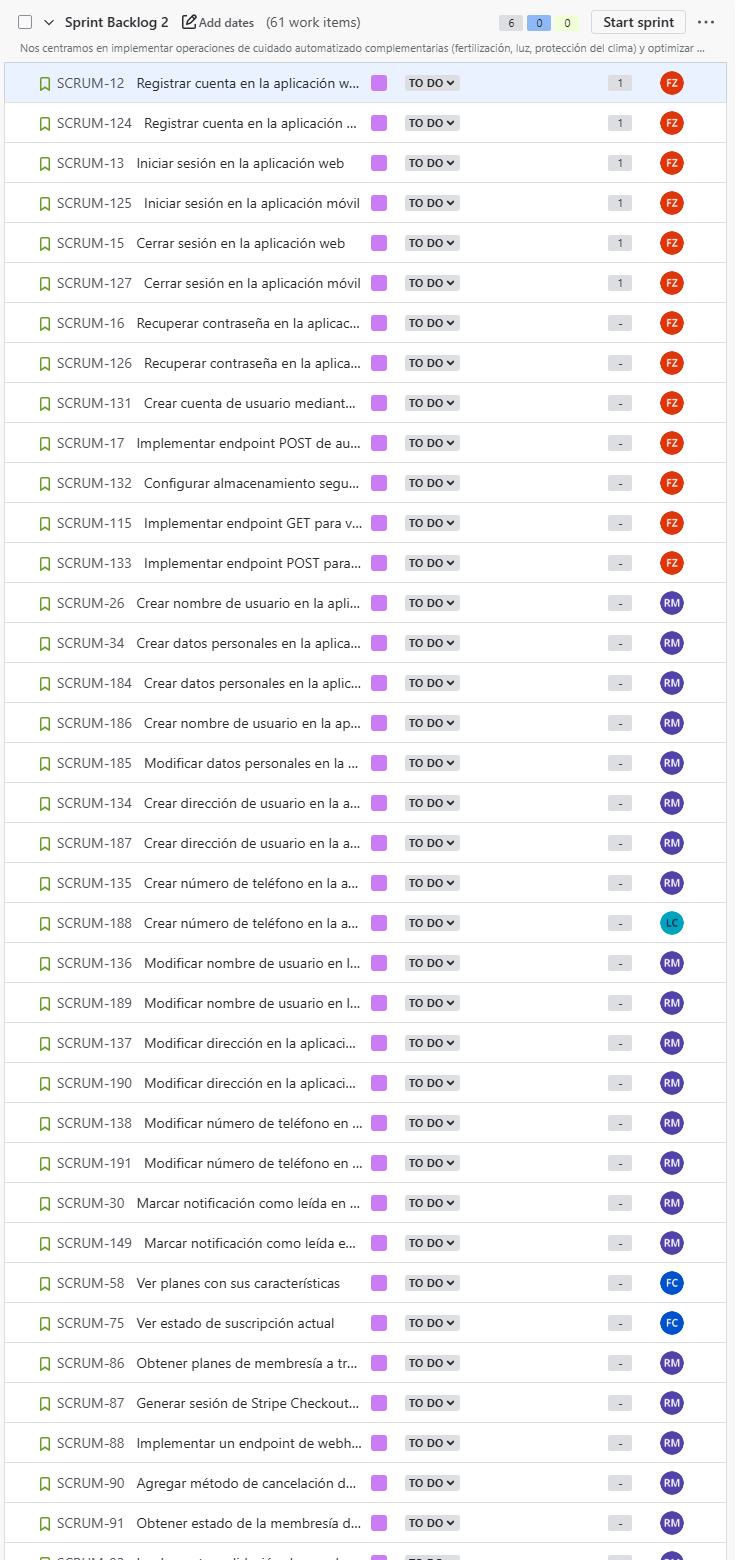 Sprint Backlog 2 Add dates (61 work items) 6 0 0 Start sprint
Nos centramos en implementar operaciones de cuidado automatizado complementarias (fertilización, luz, protección del clima) y optimizar ...
SCRUM-12 Registrar cuenta en la aplicación w... TO DO 1 FZ
SCRUM-124 Registrar cuenta en la aplicación ... TO DO 1 FZ
SCRUM-13 Iniciar sesión en la aplicación web TO DO 1 FZ
SCRUM-125 Iniciar sesión en la aplicación móvil TO DO 1 FZ
SCRUM-15 Cerrar sesión en la aplicación web TO DO 1 FZ
SCRUM-127 Cerrar sesión en la aplicación móvil TO DO 1 FZ
SCRUM-16 Recuperar contraseña en la aplicac... TO DO - FZ
SCRUM-126 Recuperar contraseña en la aplica... TO DO - FZ
SCRUM-131 Crear cuenta de usuario mediant... TO DO - FZ
SCRUM-17 Implementar endpoint POST de au... TO DO - FZ
SCRUM-132 Configurar almacenamiento segu... TO DO - FZ
SCRUM-115 Implementar endpoint GET para v... TO DO - FZ
SCRUM-133 Implementar endpoint POST para... TO DO - FZ
SCRUM-26 Crear nombre de usuario en la apli... TO DO - RM
SCRUM-34 Crear datos personales en la aplica... TO DO - RM
SCRUM-184 Crear datos personales en la aplic... TO DO - RM
SCRUM-186 Crear nombre de usuario en la ap... TO DO - RM
SCRUM-185 Modificar datos personales en la ... TO DO - RM
SCRUM-134 Crear dirección de usuario en la a... TO DO - RM
SCRUM-187 Crear dirección de usuario en la a... TO DO - RM
SCRUM-135 Crear número de teléfono en la a... TO DO - RM
SCRUM-188 Crear número de teléfono en la a... TO DO - LC
SCRUM-136 Modificar nombre de usuario en l... TO DO - RM
SCRUM-189 Modificar nombre de usuario en l... TO DO - RM
SCRUM-137 Modificar dirección en la aplicaci... TO DO - RM
SCRUM-190 Modificar dirección en la aplicaci... TO DO - RM
SCRUM-138 Modificar número de teléfono en ... TO DO - RM
SCRUM-191 Modificar número de teléfono en ... TO DO - RM
SCRUM-30 Marcar notificación como leída en ... TO DO - RM
SCRUM-149 Marcar notificación como leída e... TO DO - RM
SCRUM-58 Ver planes con sus características TO DO - FC
SCRUM-75 Ver estado de suscripción actual TO DO - FC
SCRUM-86 Obtener planes de membresía a tr... TO DO - RM
SCRUM-87 Generar sesión de Stripe Checkout... TO DO - RM
SCRUM-88 Implementar un endpoint de webh... TO DO - RM
SCRUM-90 Agregar método de cancelación d... TO DO - RM
SCRUM-91 Obtener estado de la membresía d... TO DO - RM